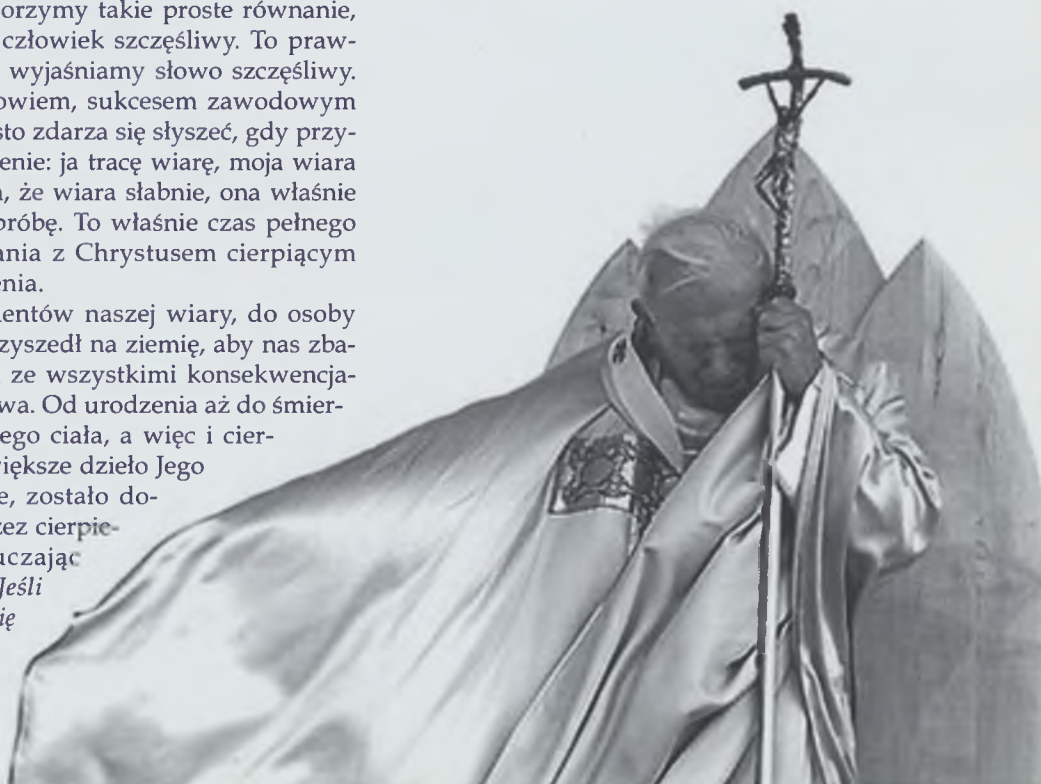 orzymy takie proste równanie,
człowiek szczęśliwy. To praw-
wyjaśniamy słowo szczęśliwy.
owiem, sukcesem zawodowym
sto zdarza się słyszeć, gdy przy-
enie: ja tracę wiarę, moja wiara
, że wiara słabnie, ona właśnie
próbę. To właśnie czas pełnego
ania z Chrystusem cierpiącym
enia.
entów naszej wiary, do osoby
zyszedł na ziemię, aby nas zba-
ze wszystkimi konsekwencja-
wa. Od urodzenia aż do śmier-
ego ciała, a więc i cier-
iększe dzieło Jego
e, zostało do-
zez cierpie-
uczając
Jeśli
ię